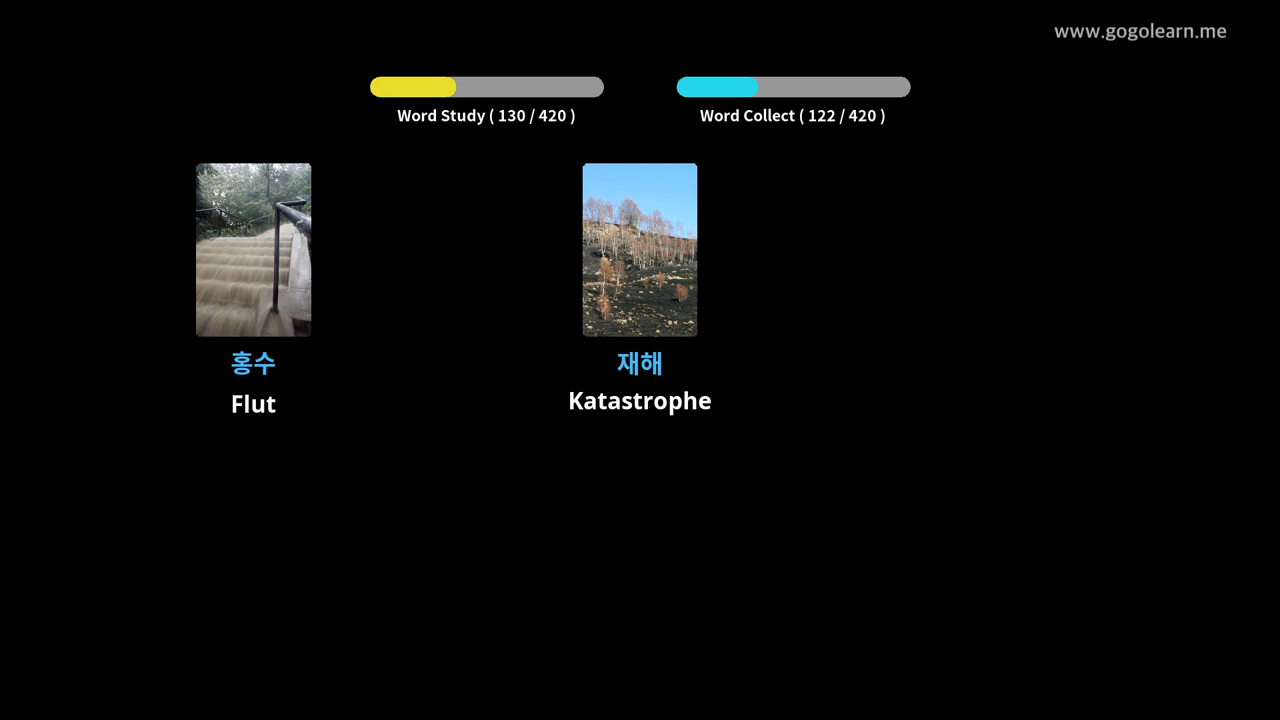 www.gogolearn.me
Word Study ( 130 / 420 )
Word Collect ( 122 / 420 )
홍수
Flut
재해
Katastrophe